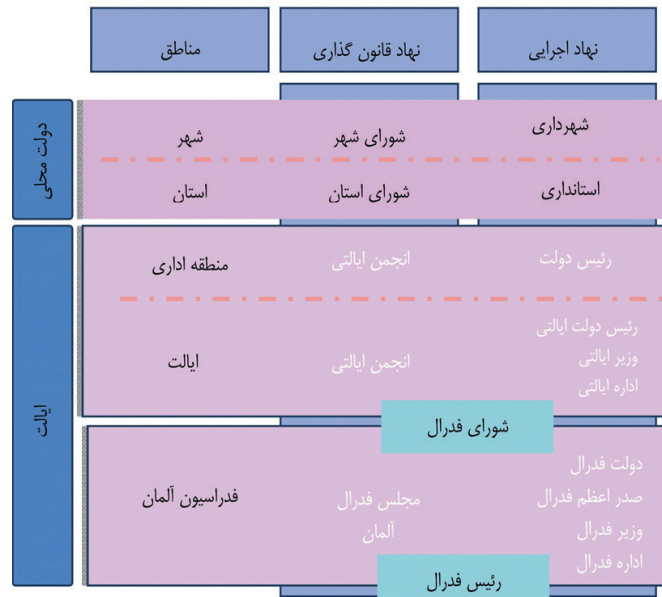 مناطق
نهاد قانون گذاری
نهاد اجرایی
دولت محلی
شهر
شورای شهر
شهرداری
استان
شورای استان
استانداری
ایالت
منطقه اداری
انجمن ایالتی
رئیس دولت
ایالت
انجمن ایالتی
رئیس دولت ایالتی
وزیر ایالتی
اداره ایالتی
شورای فدرال
فدراسیون آلمان
مجلس فدرال
آلمان
دولت فدرال
صدر اعظم فدرال
وزیر فدرال
اداره فدرال
رئیس فدرال